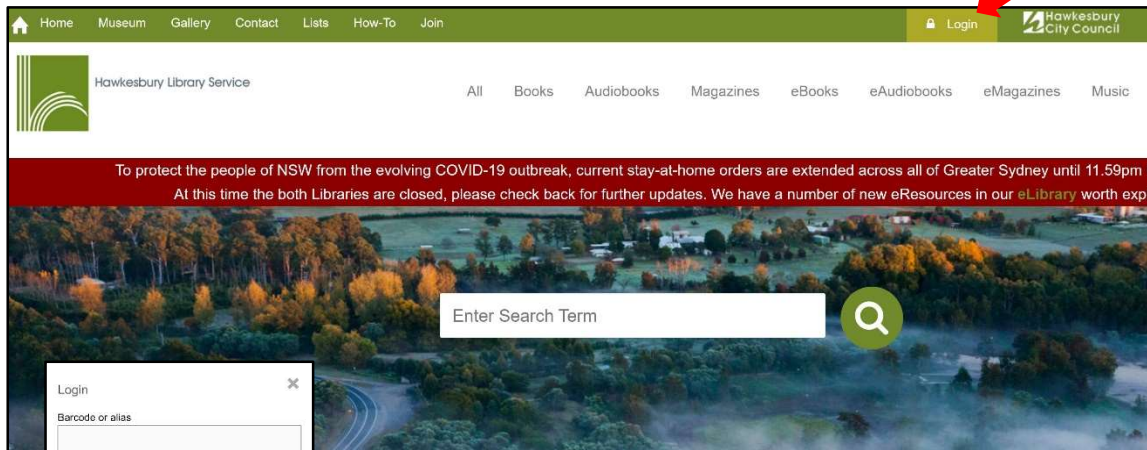 Home Museum Gallery Contact Lists How-To Join Login Hawkesbury City Council
Hawkesbury Library Service
All Books Audiobooks Magazines eBooks eAudiobooks eMagazines Music
To protect the people of NSW from the evolving COVID-19 outbreak, current stay-at-home orders are extended across all of Greater Sydney until 11.59pm
At this time the both Libraries are closed, please check back for further updates. We have a number of new eResources in our eLibrary worth exp
Enter Search Term
Login
Barcode or alias